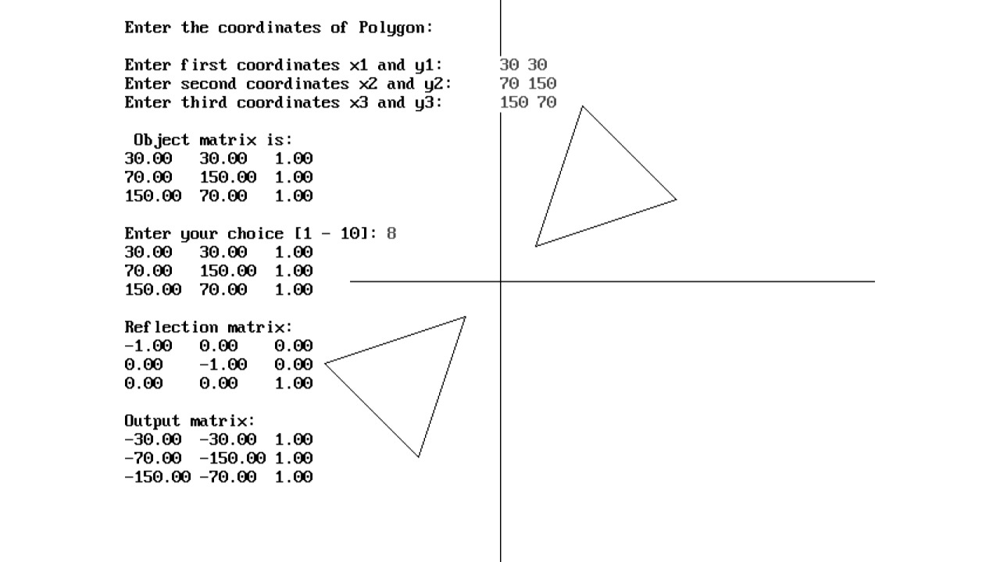 Enter the coordinates of Polygon:
Enter first coordinates x1 and y1: 30 30
Enter second coordinates x2 and y2: 70 150
Enter third coordinates x3 and y3: 150 70
Object matrix is:
30.00 30.00 1.00
70.00 150.00 1.00
150.00 70.00 1.00
Enter your choice [1 - 10]: 8
30.00 30.00 1.00
70.00 150.00 1.00
150.00 70.00 1.00
Reflection matrix:
-1.00 0.00 0.00
0.00 -1.00 0.00
0.00 0.00 1.00
Output matrix:
-30.00 -30.00 1.00
-70.00 -150.00 1.00
-150.00 -70.00 1.00